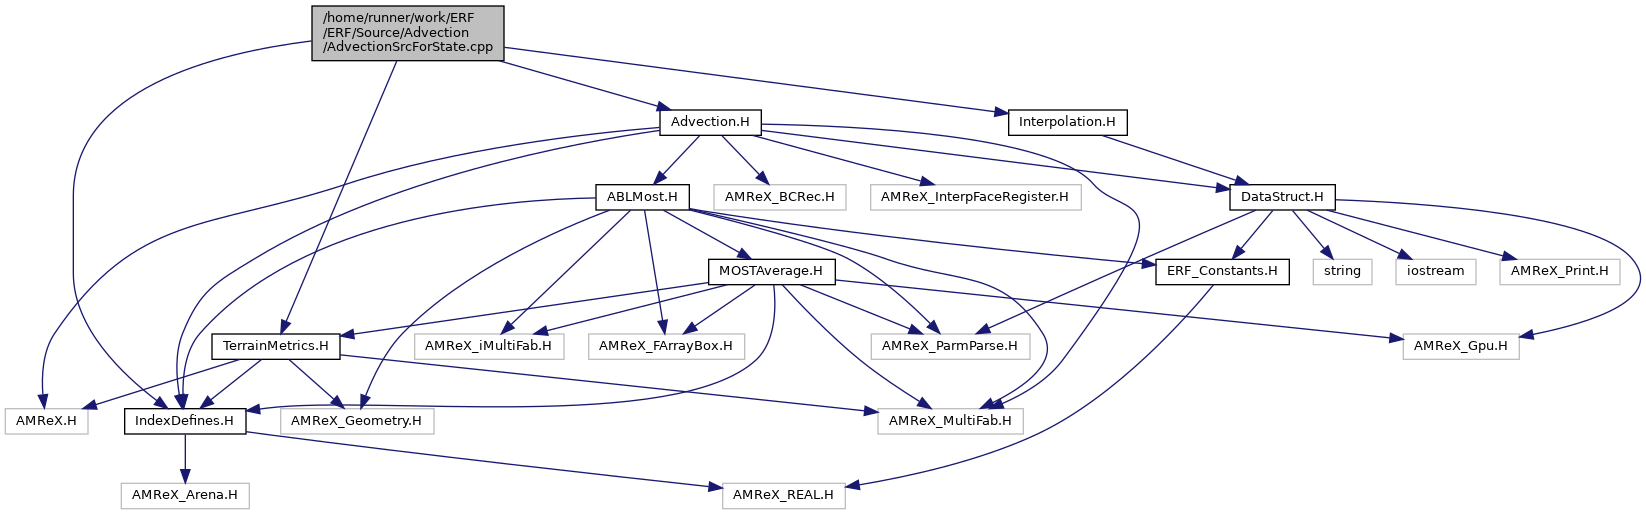 /home/runner/work/ERF
/ERF/Source/Advection
/AdvectionSrcForState.cpp
Advection.H
Interpolation.H
ABLMost.H
AMReX_BCRec.H
AMReX_InterpFaceRegister.H
DataStruct.H
MOSTAverage.H
ERF_Constants.H
string
iostream
AMReX_Print.H
TerrainMetrics.H
AMReX_iMultiFab.H
AMReX_FArrayBox.H
AMReX_ParmParse.H
AMReX_Gpu.H
AMReX.H
IndexDefines.H
AMReX_Geometry.H
AMReX_MultiFab.H
AMReX_Arena.H
AMReX_REAL.H